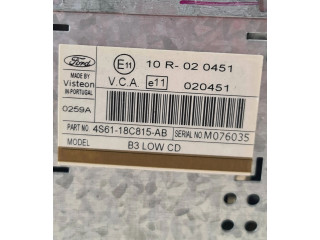 Ford
E11 10 R- 02 0451
MADE BY
Visteon
IN PORTUGAL
V.C.A. e11 020451
0259A
PART NO. 4S61-18C815-AB SERIAL NO. M076035
MODEL B3 LOW CD